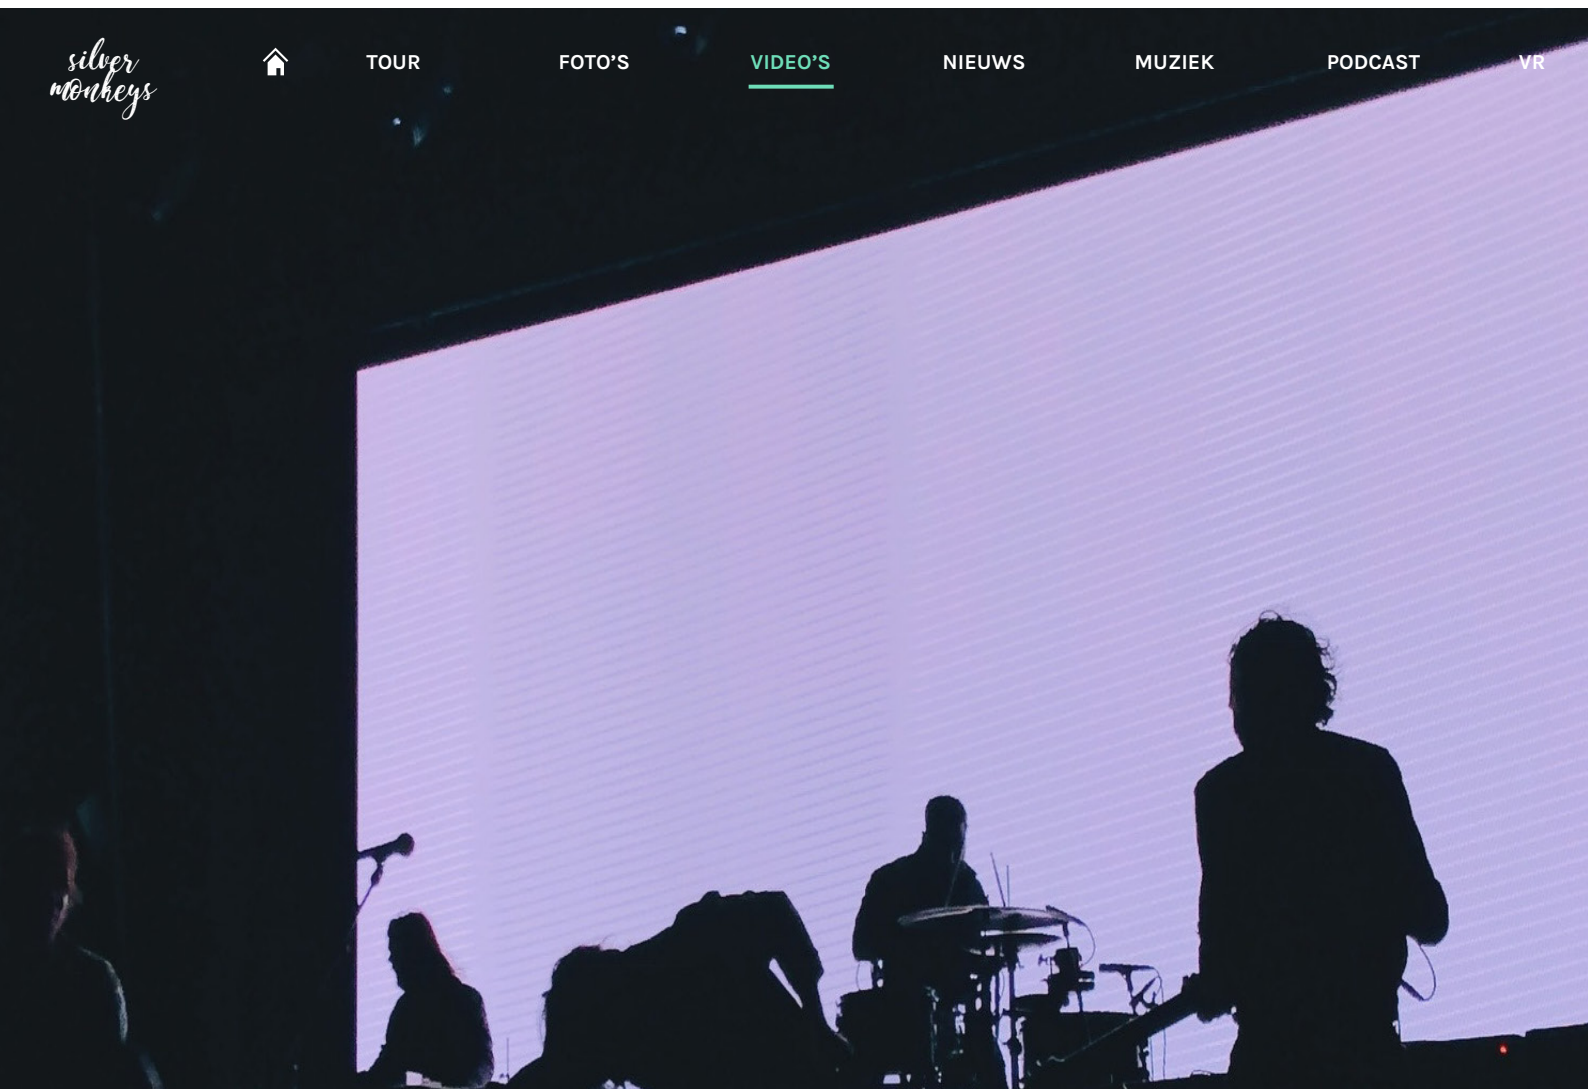 silver
monkeys
TOUR
FOTO’S
VIDEO’S
NIEUWS
MUZIEK
PODCAST
VR